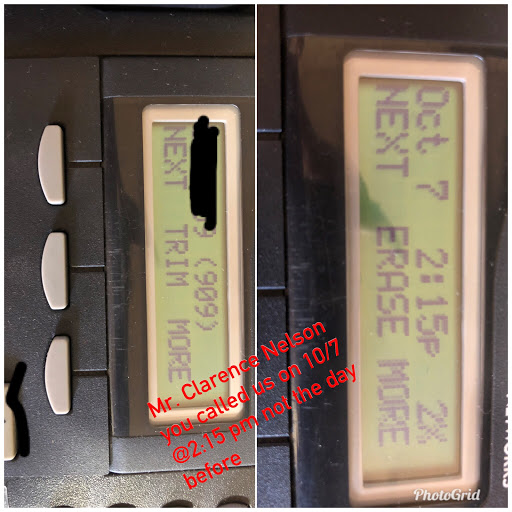 (909)
NEXT TRIM MORE
Oct 7 2:15P 2X
NEXT ERASE MORE
Mr. Clarence Nelson
you called us on 10/7
@2:15 pm not the day
before
PhotoGrid